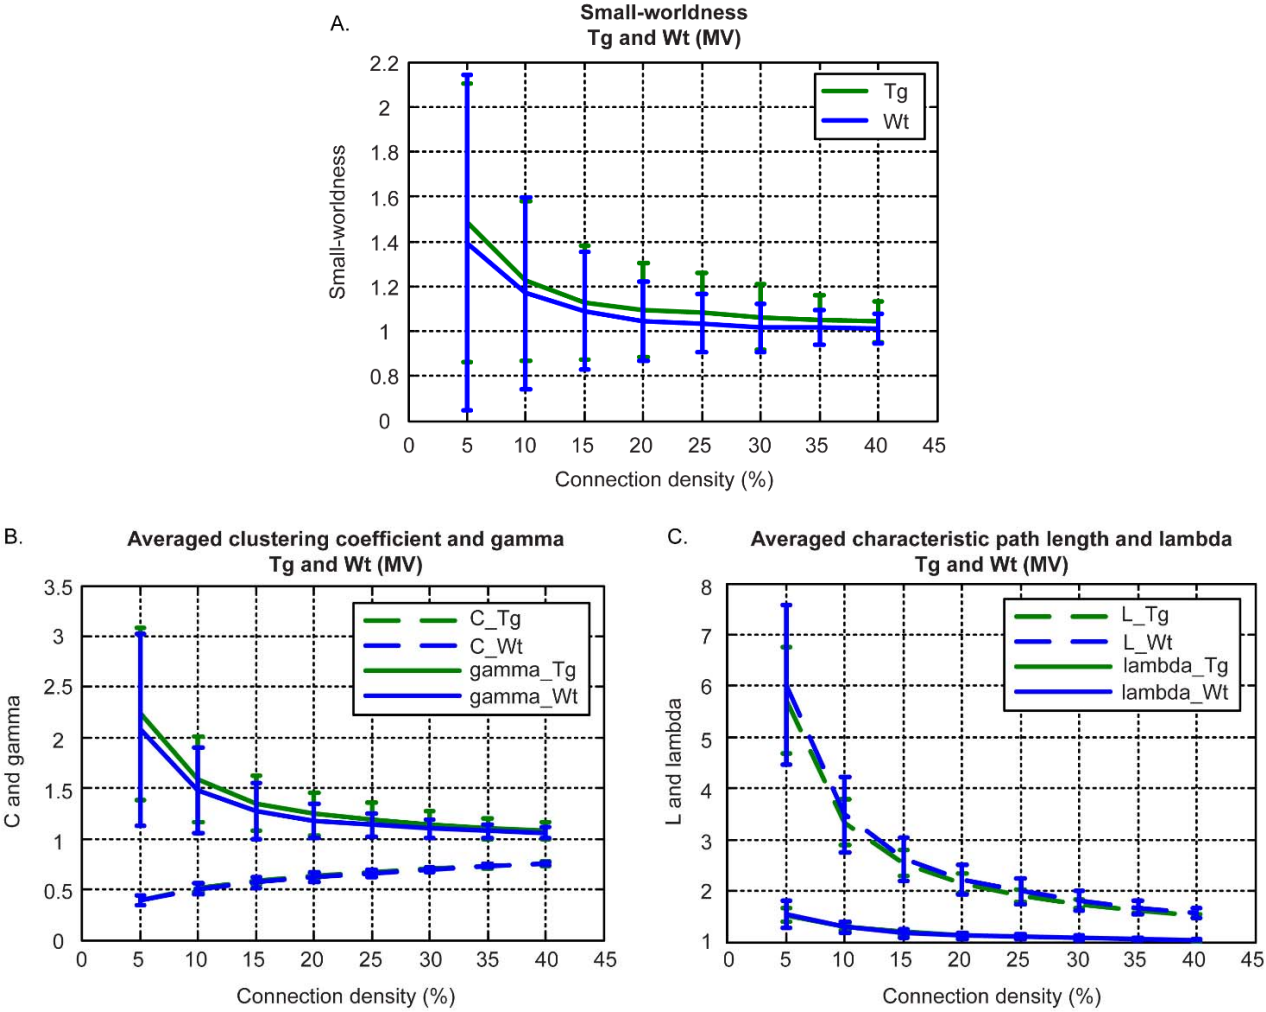 A.
Small-worldness
Tg and Wt (MV)
Small-worldness
2.2
2
1.8
1.6
1.4
1.2
1
0.8
0
Tg
Wt
0 5 10 15 20 25 30 35 40 45
Connection density (%)
B.
Averaged clustering coefficient and gamma
Tg and Wt (MV)
C and gamma
3.5
3
2.5
2
1.5
1
0.5
0
C_Tg
C_Wt
gamma_Tg
gamma_Wt
0 5 10 15 20 25 30 35 40 45
Connection density (%)
C.
Averaged characteristic path length and lambda
Tg and Wt (MV)
L and lambda
8
7
6
5
4
3
2
1
L_Tg
L_Wt
lambda_Tg
lambda_Wt
0 5 10 15 20 25 30 35 40 45
Connection density (%)